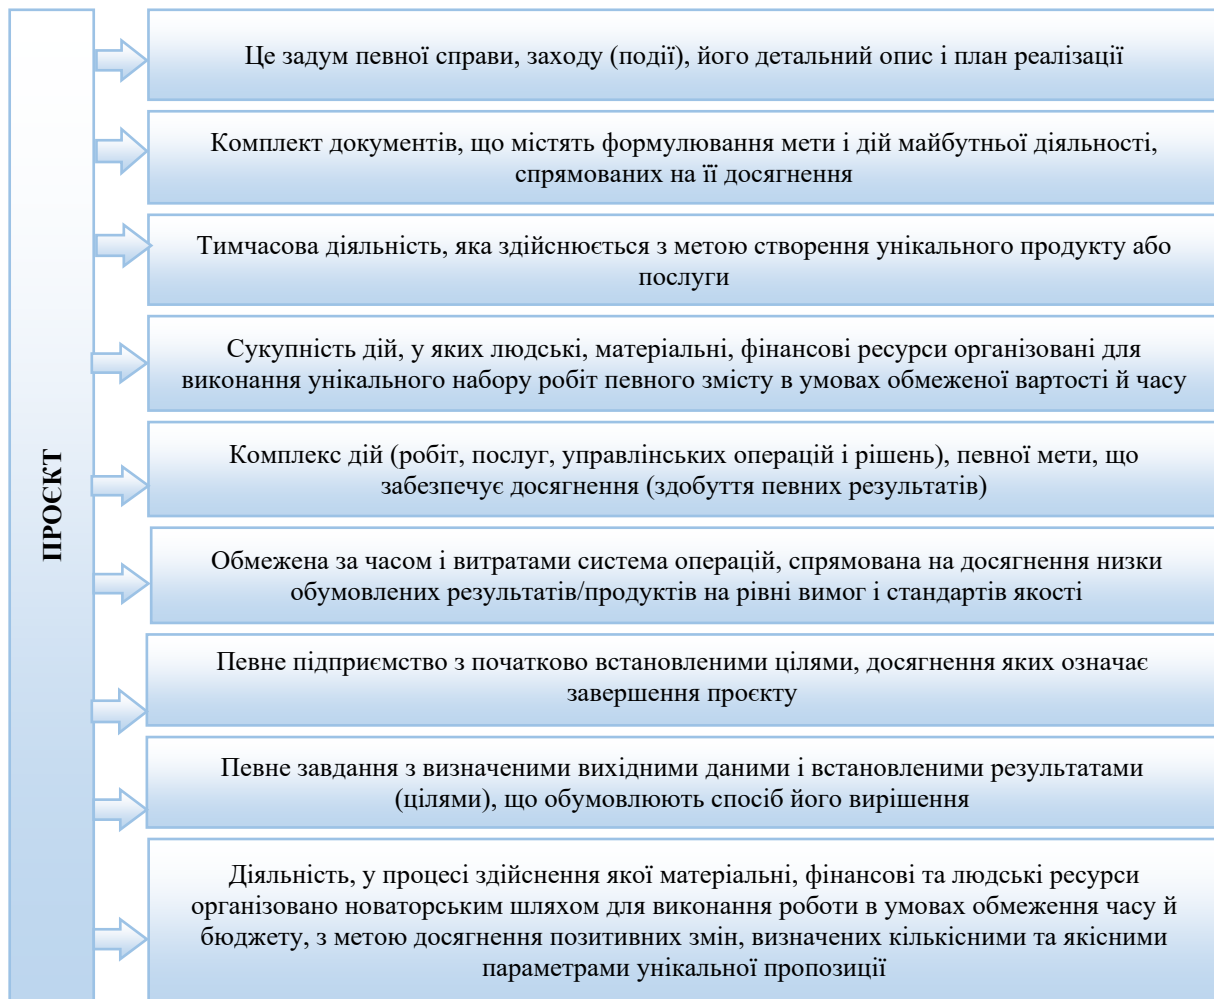 ПРОЄКТ
Це задум певної справи, заходу (події), його детальний опис і план реалізації
Комплект документів, що містять формулювання мети і дій майбутньої діяльності,
спрямованих на її досягнення
Тимчасова діяльність, яка здійснюється з метою створення унікального продукту або
послуги
Сукупність дій, у яких людські, матеріальні, фінансові ресурси організовані для
виконання унікального набору робіт певного змісту в умовах обмеженої вартості й часу
Комплекс дій (робіт, послуг, управлінських операцій і рішень), певної мети, що
забезпечує досягнення (здобуття певних результатів)
Обмежена за часом і витратами система операцій, спрямована на досягнення низки
обумовлених результатів/продуктів на рівні вимог і стандартів якості
Певне підприємство з початково встановленими цілями, досягнення яких означає
завершення проєкту
Певне завдання з визначеними вихідними даними і встановленими результатами
(цілями), що обумовлюють спосіб його вирішення
Діяльність, у процесі здійснення якої матеріальні, фінансові та людські ресурси
організовано новаторським шляхом для виконання роботи в умовах обмеження часу й
бюджету, з метою досягнення позитивних змін, визначених кількісними та якісними
параметрами унікальної пропозиції